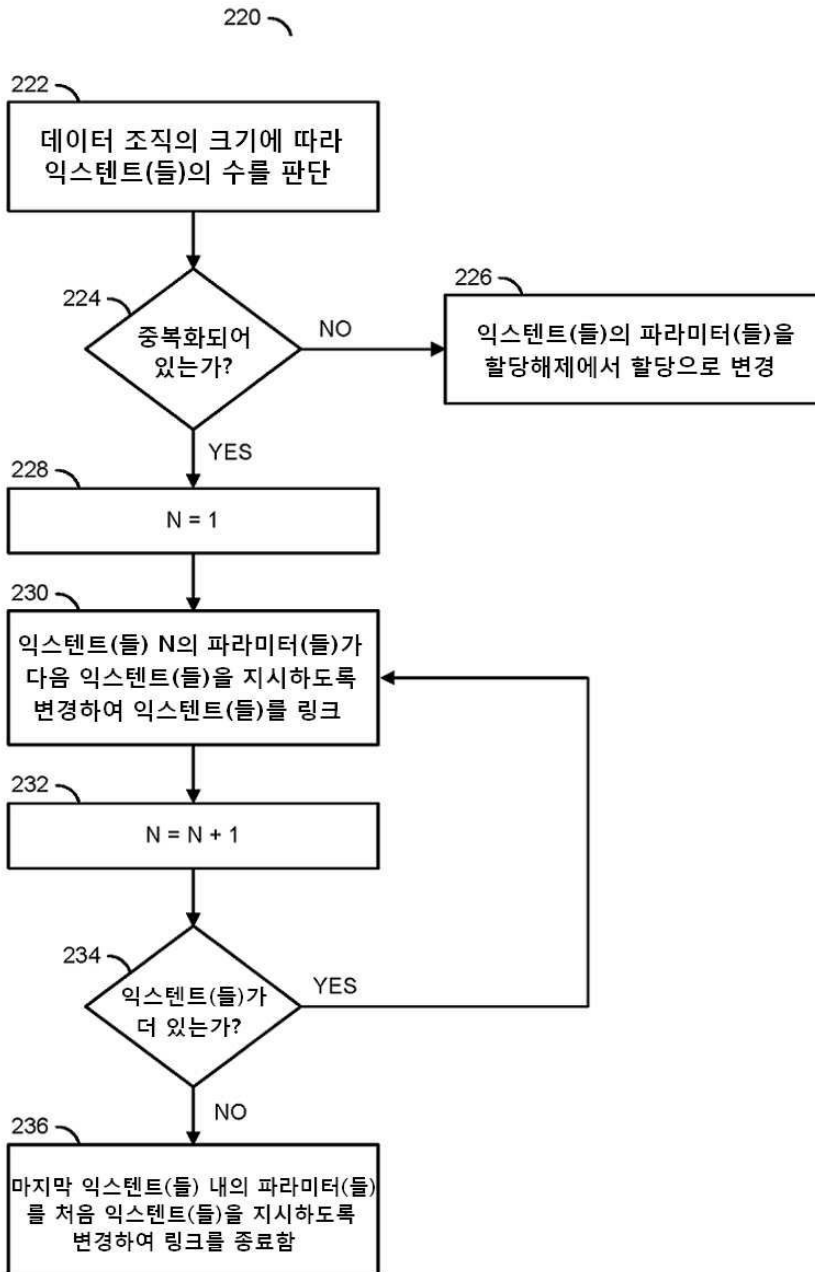 220
222
데이터 조직의 크기에 따라
익스텐트(들)의 수를 판단
224
중복화되어
있는가?
NO
226
익스텐트(들)의 파라미터(들)을
할당해제에서 할당으로 변경
YES
228
N = 1
230
익스텐트(들) N의 파라미터(들)가
다음 익스텐트(들)을 지시하도록
변경하여 익스텐트(들)를 링크
232
N = N + 1
234
익스텐트(들)가
더 있는가?
YES
NO
236
마지막 익스텐트(들) 내의 파라미터(들)
를 처음 익스텐트(들)을 지시하도록
변경하여 링크를 종료함